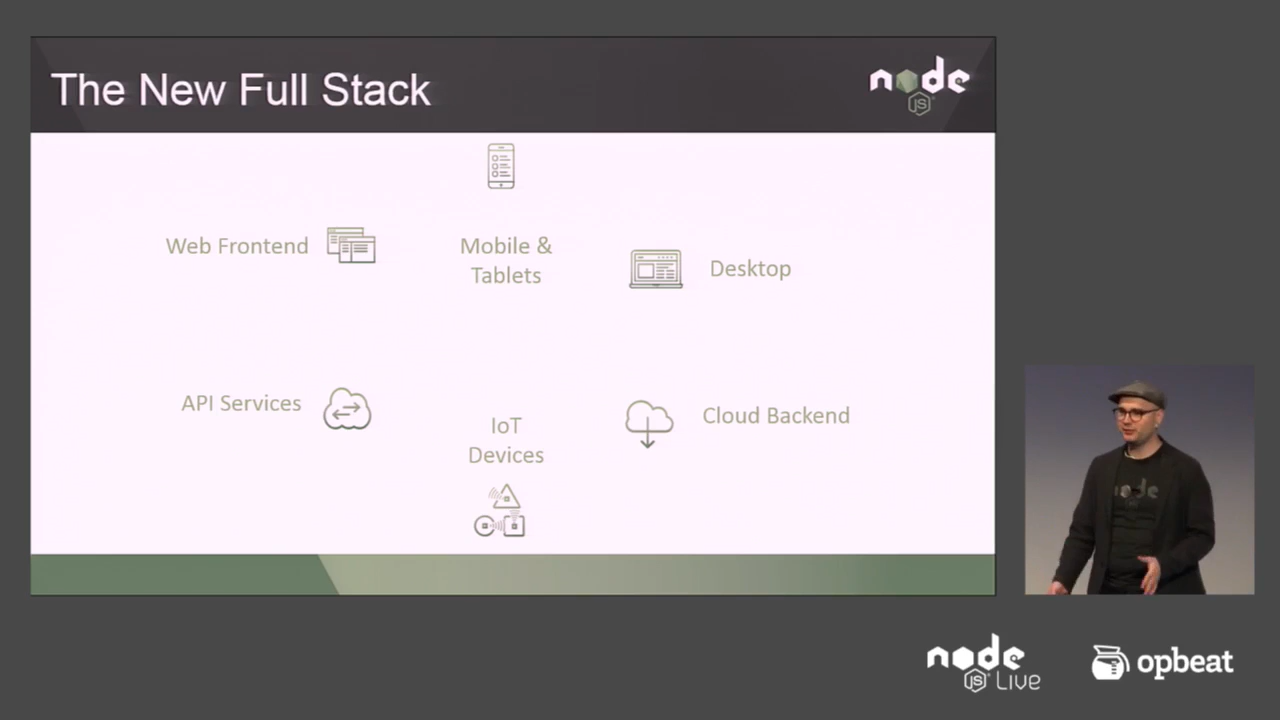 The New Full Stack
node
JS
Mobile &
Tablets
Web Frontend
Desktop
API Services
IoT
Devices
Cloud Backend
node
node
JS Live
opbeat